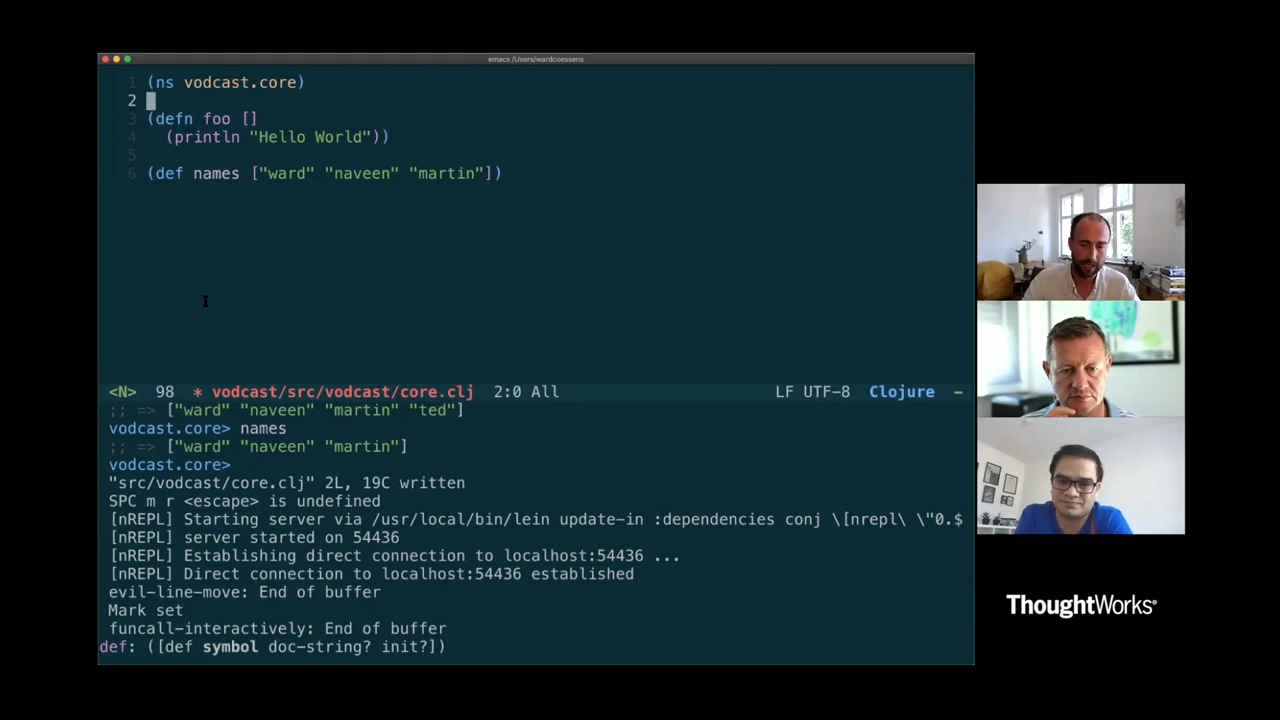 emacs /Users/wardcoessens
1 (ns vodcast.core)
2
3 (defn foo []
4 (println "Hello World"))
5
6 (def names ["ward" "naveen" "martin"])
<N> 98 * vodcast/src/vodcast/core.clj 2:0 All LF UTF-8 Clojure –
;; => ["ward" "naveen" "martin" "ted"]
vodcast.core> names
;; => ["ward" "naveen" "martin"]
vodcast.core>
"src/vodcast/core.clj" 2L, 19C written
SPC m r <escape> is undefined
[nREPL] Starting server via /usr/local/bin/lein update-in :dependencies conj \[nrepl\ \"0.$
[nREPL] server started on 54436
[nREPL] Establishing direct connection to localhost:54436 ...
[nREPL] Direct connection to localhost:54436 established
evil-line-move: End of buffer
Mark set
funcall-interactively: End of buffer
def: ([def symbol doc-string? init?])
ThoughtWorks®